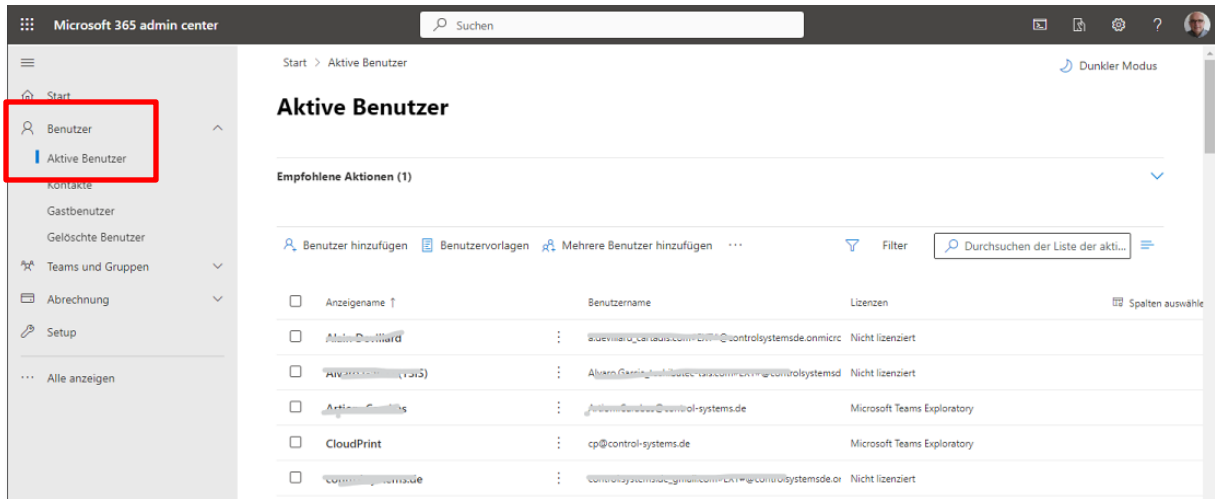 Microsoft 365 admin center
Suchen
Start > Aktive Benutzer
Dunkler Modus
Start
Aktive Benutzer
Benutzer
Aktive Benutzer
Empfohlene Aktionen (1)
Kontakte
Gastbenutzer
Gelöschte Benutzer
Benutzer hinzufügen Benutzervorlagen Mehrere Benutzer hinzufügen ... Filter Durchsuchen der Liste der akti...
Teams und Gruppen
Abrechnung
Anzeigename ↑ Benutzername Lizenzen Spalten auswähle
Setup
Nicht lizenziert
Alle anzeigen
Nicht lizenziert
Microsoft Teams Exploratory
CloudPrint cp@control-systems.de Microsoft Teams Exploratory
Nicht lizenziert